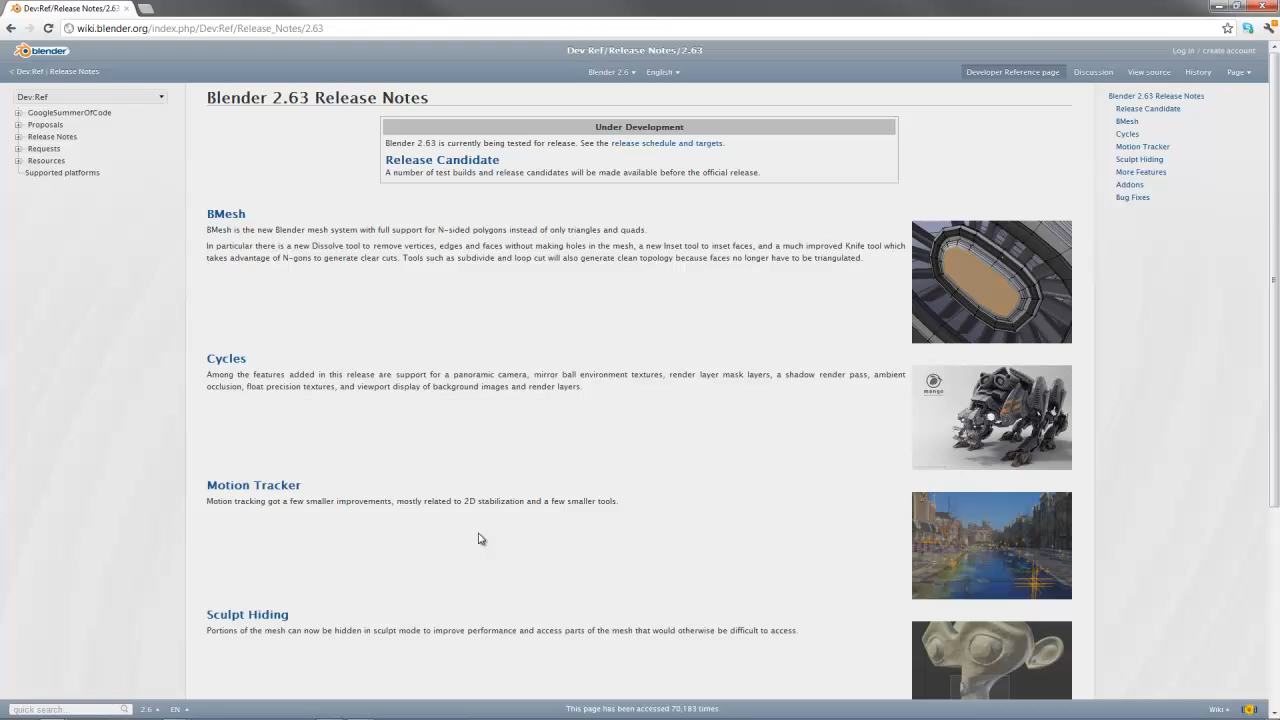 Dev:Ref/Release Notes/2.63
wiki.blender.org/index.php/Dev:Ref/Release_Notes/2.63
blender
Dev:Ref/Release Notes/2.63
Log in / create account
< Dev:Ref | Release Notes
Blender 2.6
English
Developer Reference page
Discussion
View source
History
Page
Dev:Ref
GoogleSummerOfCode
Proposals
Release Notes
Requests
Resources
Supported platforms
Blender 2.63 Release Notes
Under Development
Blender 2.63 is currently being tested for release. See the release schedule and targets.
Release Candidate
A number of test builds and release candidates will be made available before the official release.
BMesh
BMesh is the new Blender mesh system with full support for N-sided polygons instead of only triangles and quads.
In particular there is a new Dissolve tool to remove vertices, edges and faces without making holes in the mesh, a new Inset tool to inset faces, and a much improved Knife tool which
takes advantage of N-gons to generate clear cuts. Tools such as subdivide and loop cut will also generate clean topology because faces no longer have to be triangulated.
Cycles
Among the features added in this release are support for a panoramic camera, mirror ball environment textures, render layer mask layers, a shadow render pass, ambient
occlusion, float precision textures, and viewport display of background images and render layers.
mango
Motion Tracker
Motion tracking got a few smaller improvements, mostly related to 2D stabilization and a few smaller tools.
Sculpt Hiding
Portions of the mesh can now be hidden in sculpt mode to improve performance and access parts of the mesh that would otherwise be difficult to access.
Blender 2.63 Release Notes
Release Candidate
BMesh
Cycles
Motion Tracker
Sculpt Hiding
More Features
Addons
Bug Fixes
quick search...
2.6
EN
This page has been accessed 70,183 times.
Wiki